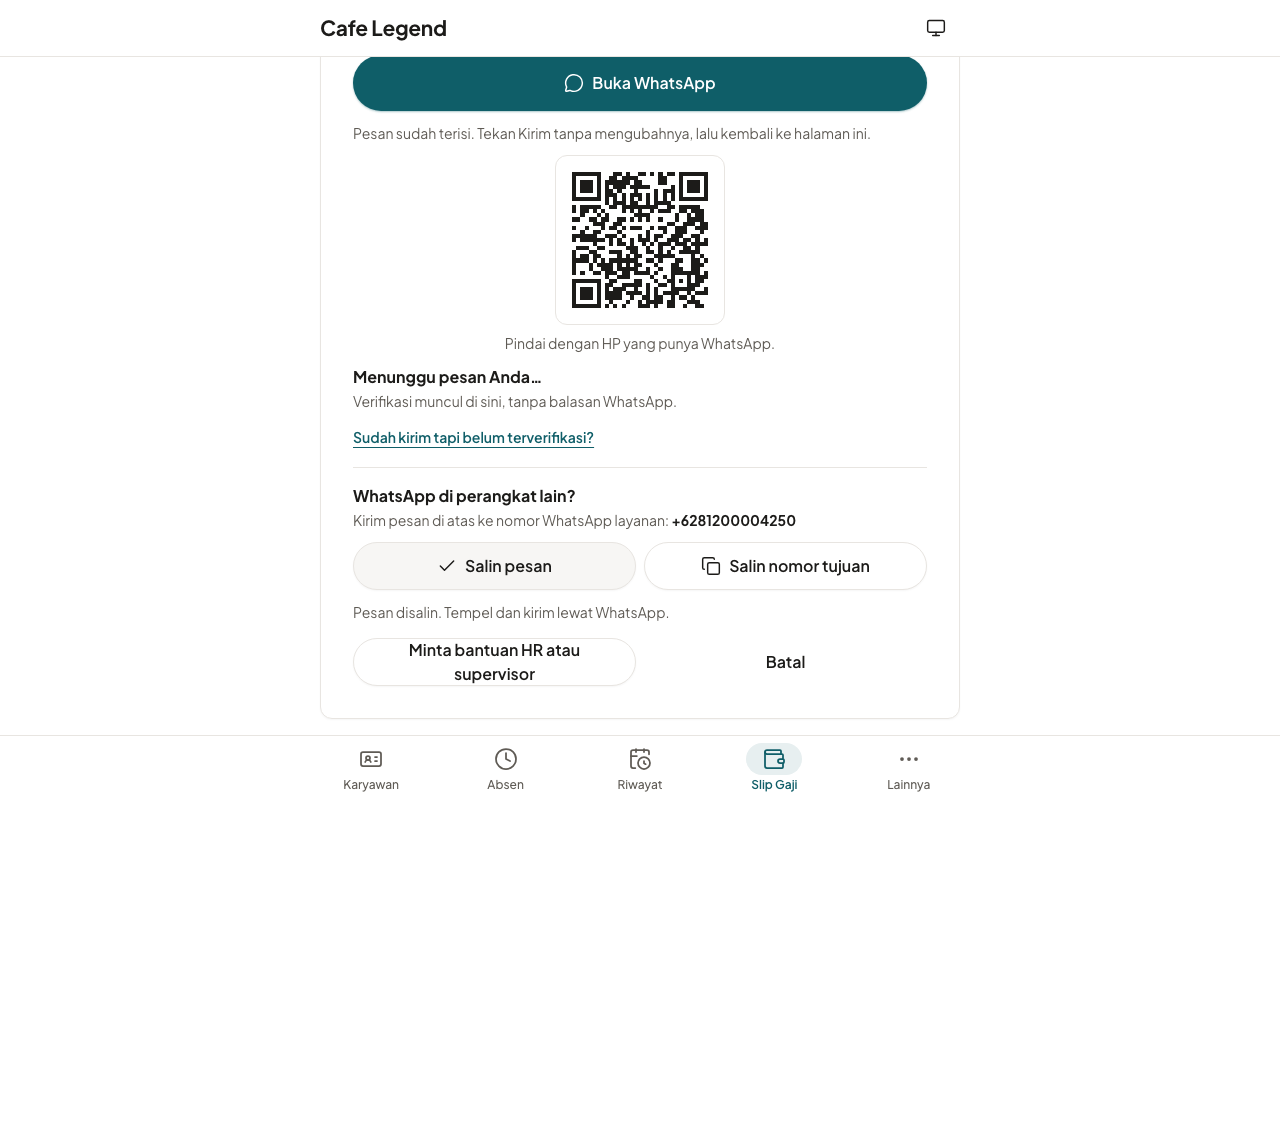 Cafe Legend
Buka WhatsApp
Pesan sudah terisi. Tekan Kirim tanpa mengubahnya, lalu kembali ke halaman ini.
Pindai dengan HP yang punya WhatsApp.
Menunggu pesan Anda…
Verifikasi muncul di sini, tanpa balasan WhatsApp.
Sudah kirim tapi belum terverifikasi?
WhatsApp di perangkat lain?
Kirim pesan di atas ke nomor WhatsApp layanan: +6281200004250
Salin pesan
Salin nomor tujuan
Pesan disalin. Tempel dan kirim lewat WhatsApp.
Minta bantuan HR atau
supervisor
Batal
Karyawan
Absen
Riwayat
Slip Gaji
Lainnya